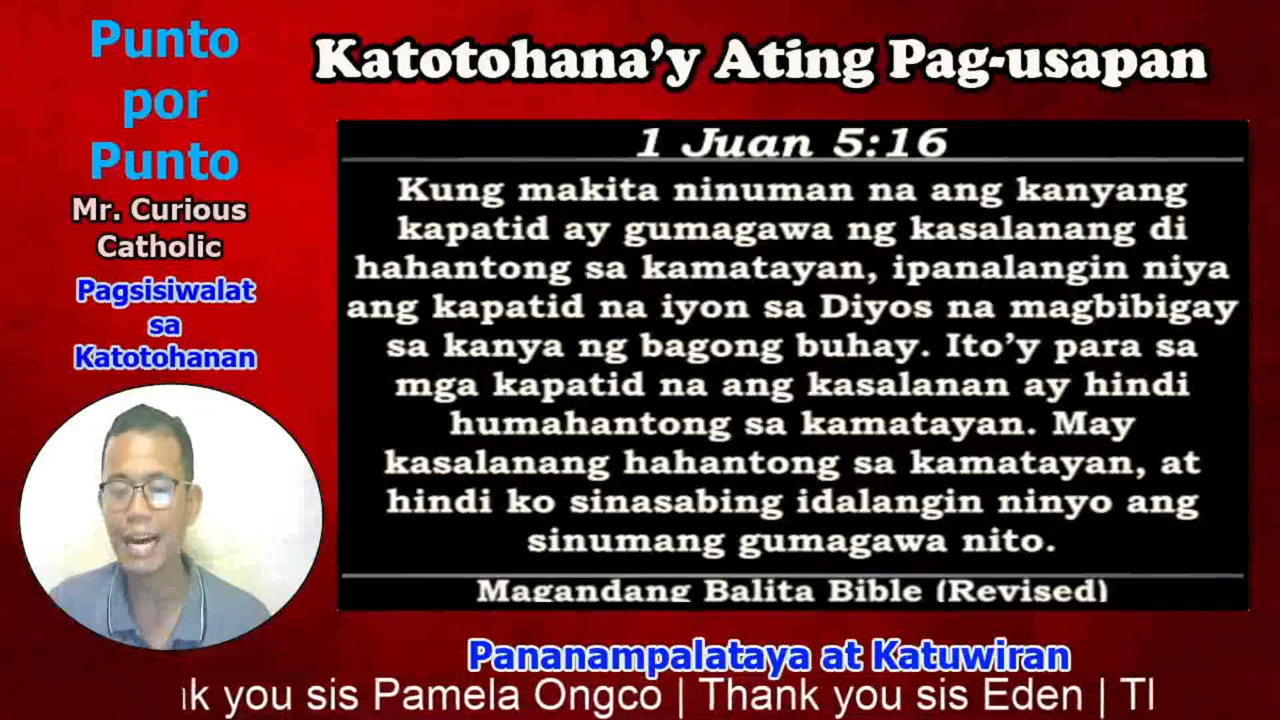 Punto
por
Punto
Mr. Curious
Catholic
Pagsisiwalat
sa
Katotohanan
Katotohana’y Ating Pag-usapan
1 Juan 5:16
Kung makita ninuman na ang kanyang
kapatid ay gumagawa ng kasalanang di
hahantong sa kamatayan, ipanalangin niya
ang kapatid na iyon sa Diyos na magbibigay
sa kanya ng bagong buhay. Ito’y para sa
mga kapatid na ang kasalanan ay hindi
humahantong sa kamatayan. May
kasalanang hahantong sa kamatayan, at
hindi ko sinasabing idalangin ninyo ang
sinumang gumagawa nito.
Magandang Balita Bible (Revised)
Pananampalataya at Katuwiran
you sis Pamela Ongco | Thank you sis Eden |